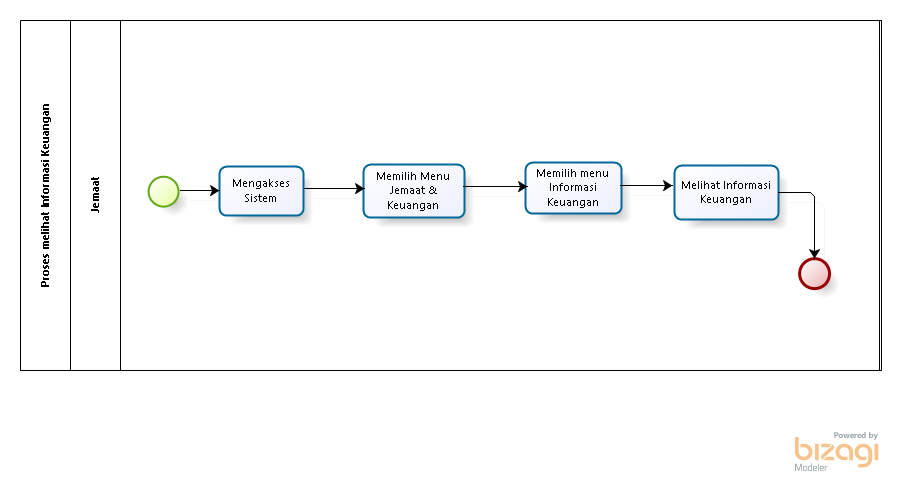 Proses melihat Informasi Keuangan
Jemaat
Mengakses
Sistem
Memilih Menu
Jemaat &
Keuangan
Memilih menu
Informasi
Keuangan
Melihat Informasi
Keuangan
Powered by
bizagi
Modeler